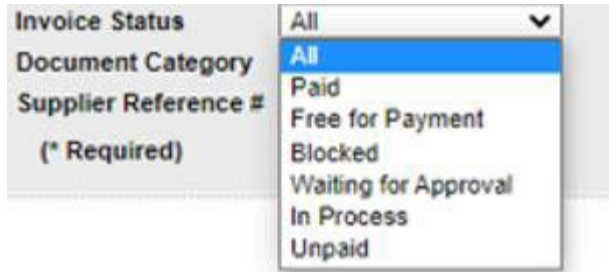 Invoice Status All
Document Category All
Supplier Reference # Paid
Free for Payment
(* Required) Blocked
Waiting for Approval
In Process
Unpaid